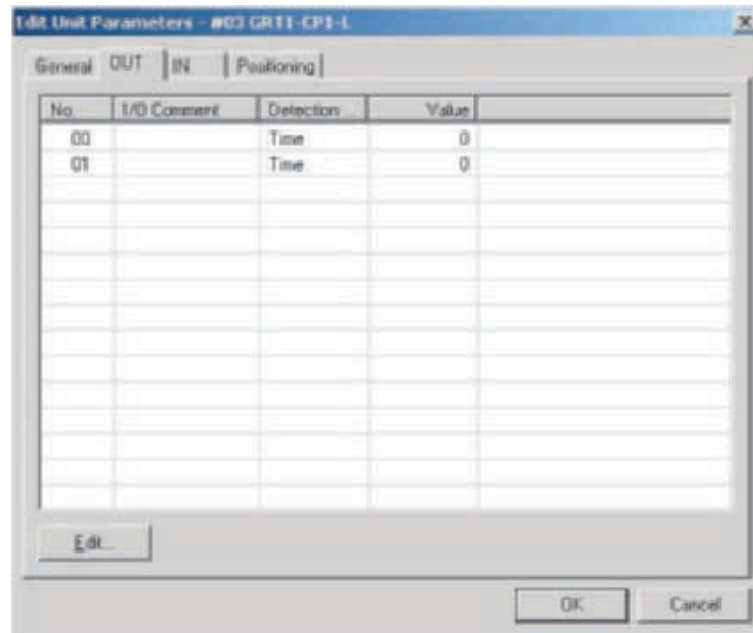 Edit Unit Parameters - #03 GRT1-CP1-L
General OUT IN Positioning
No. I/O Comment Detection ... Value
00 Time 0
01 Time 0
Edit...
OK Cancel